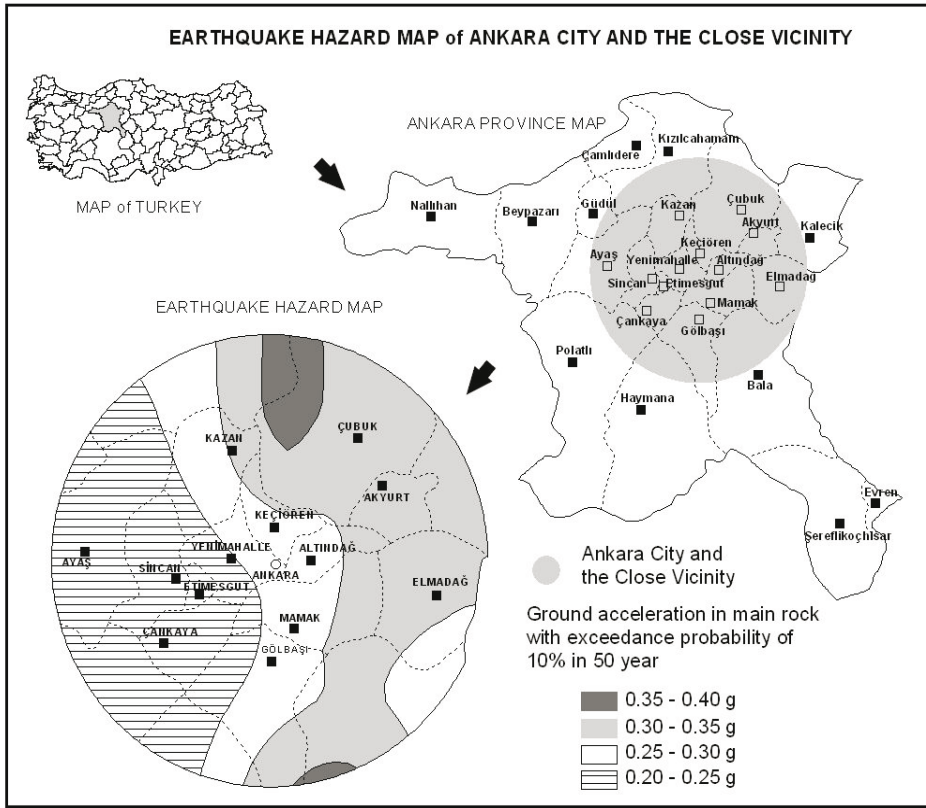 EARTHQUAKE HAZARD MAP of ANKARA CITY AND THE CLOSE VICINITY
MAP of TURKEY
ANKARA PROVINCE MAP
Kızılcahamam
Çamlıdere
Nallıhan
Beypazarı
Güdül
Kazan
Çubuk
Akyurt
Kalecik
Keçiören
Ayaş
Yenimahalle
Altındağ
Sincan
Etimesgut
Elmadağ
Mamak
Çankaya
Gölbaşı
Polatlı
Bala
Haymana
Evren
Şereflikoçhisar
EARTHQUAKE HAZARD MAP
KAZAN
ÇUBUK
AKYURT
KEÇİÖREN
YENİMAHALLE
ALTINDAĞ
AYAŞ
SİNCAN
ANKARA
ETİMESGUT
ELMADAĞ
MAMAK
ÇANKAYA
GÖLBAŞI
Ankara City and
the Close Vicinity
Ground acceleration in main rock
with exceedance probability of
10% in 50 year
0.35 - 0.40 g
0.30 - 0.35 g
0.25 - 0.30 g
0.20 - 0.25 g